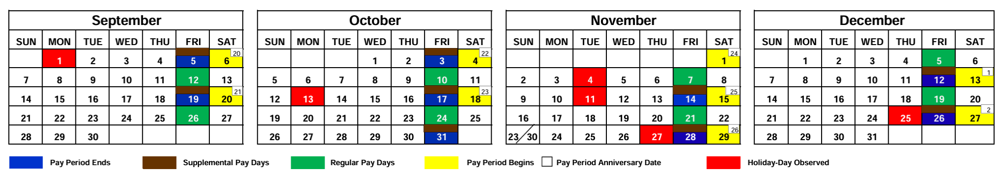 September October November December
SUN MON TUE WED THU FRI SAT SUN MON TUE WED THU FRI SAT SUN MON TUE WED THU FRI SAT SUN MON TUE WED THU FRI SAT
1 2 3 4 5 6 20 1 2 3 4 22 1 24 1 2 3 4 5 6
7 8 9 10 11 12 13 5 6 7 8 9 10 11 2 3 4 5 6 7 8 7 8 9 10 11 12 13 1
14 15 16 17 18 19 20 21 12 13 14 15 16 17 18 23 9 10 11 12 13 14 15 25 14 15 16 17 18 19 20
21 22 23 24 25 26 27 19 20 21 22 23 24 25 16 17 18 19 20 21 22 21 22 23 24 25 26 27 2
28 29 30 26 27 28 29 30 31 23/30 24 25 26 27 28 29 26 28 29 30 31
Pay Period Ends Supplemental Pay Days Regular Pay Days Pay Period Begins Pay Period Anniversary Date Holiday-Day Observed